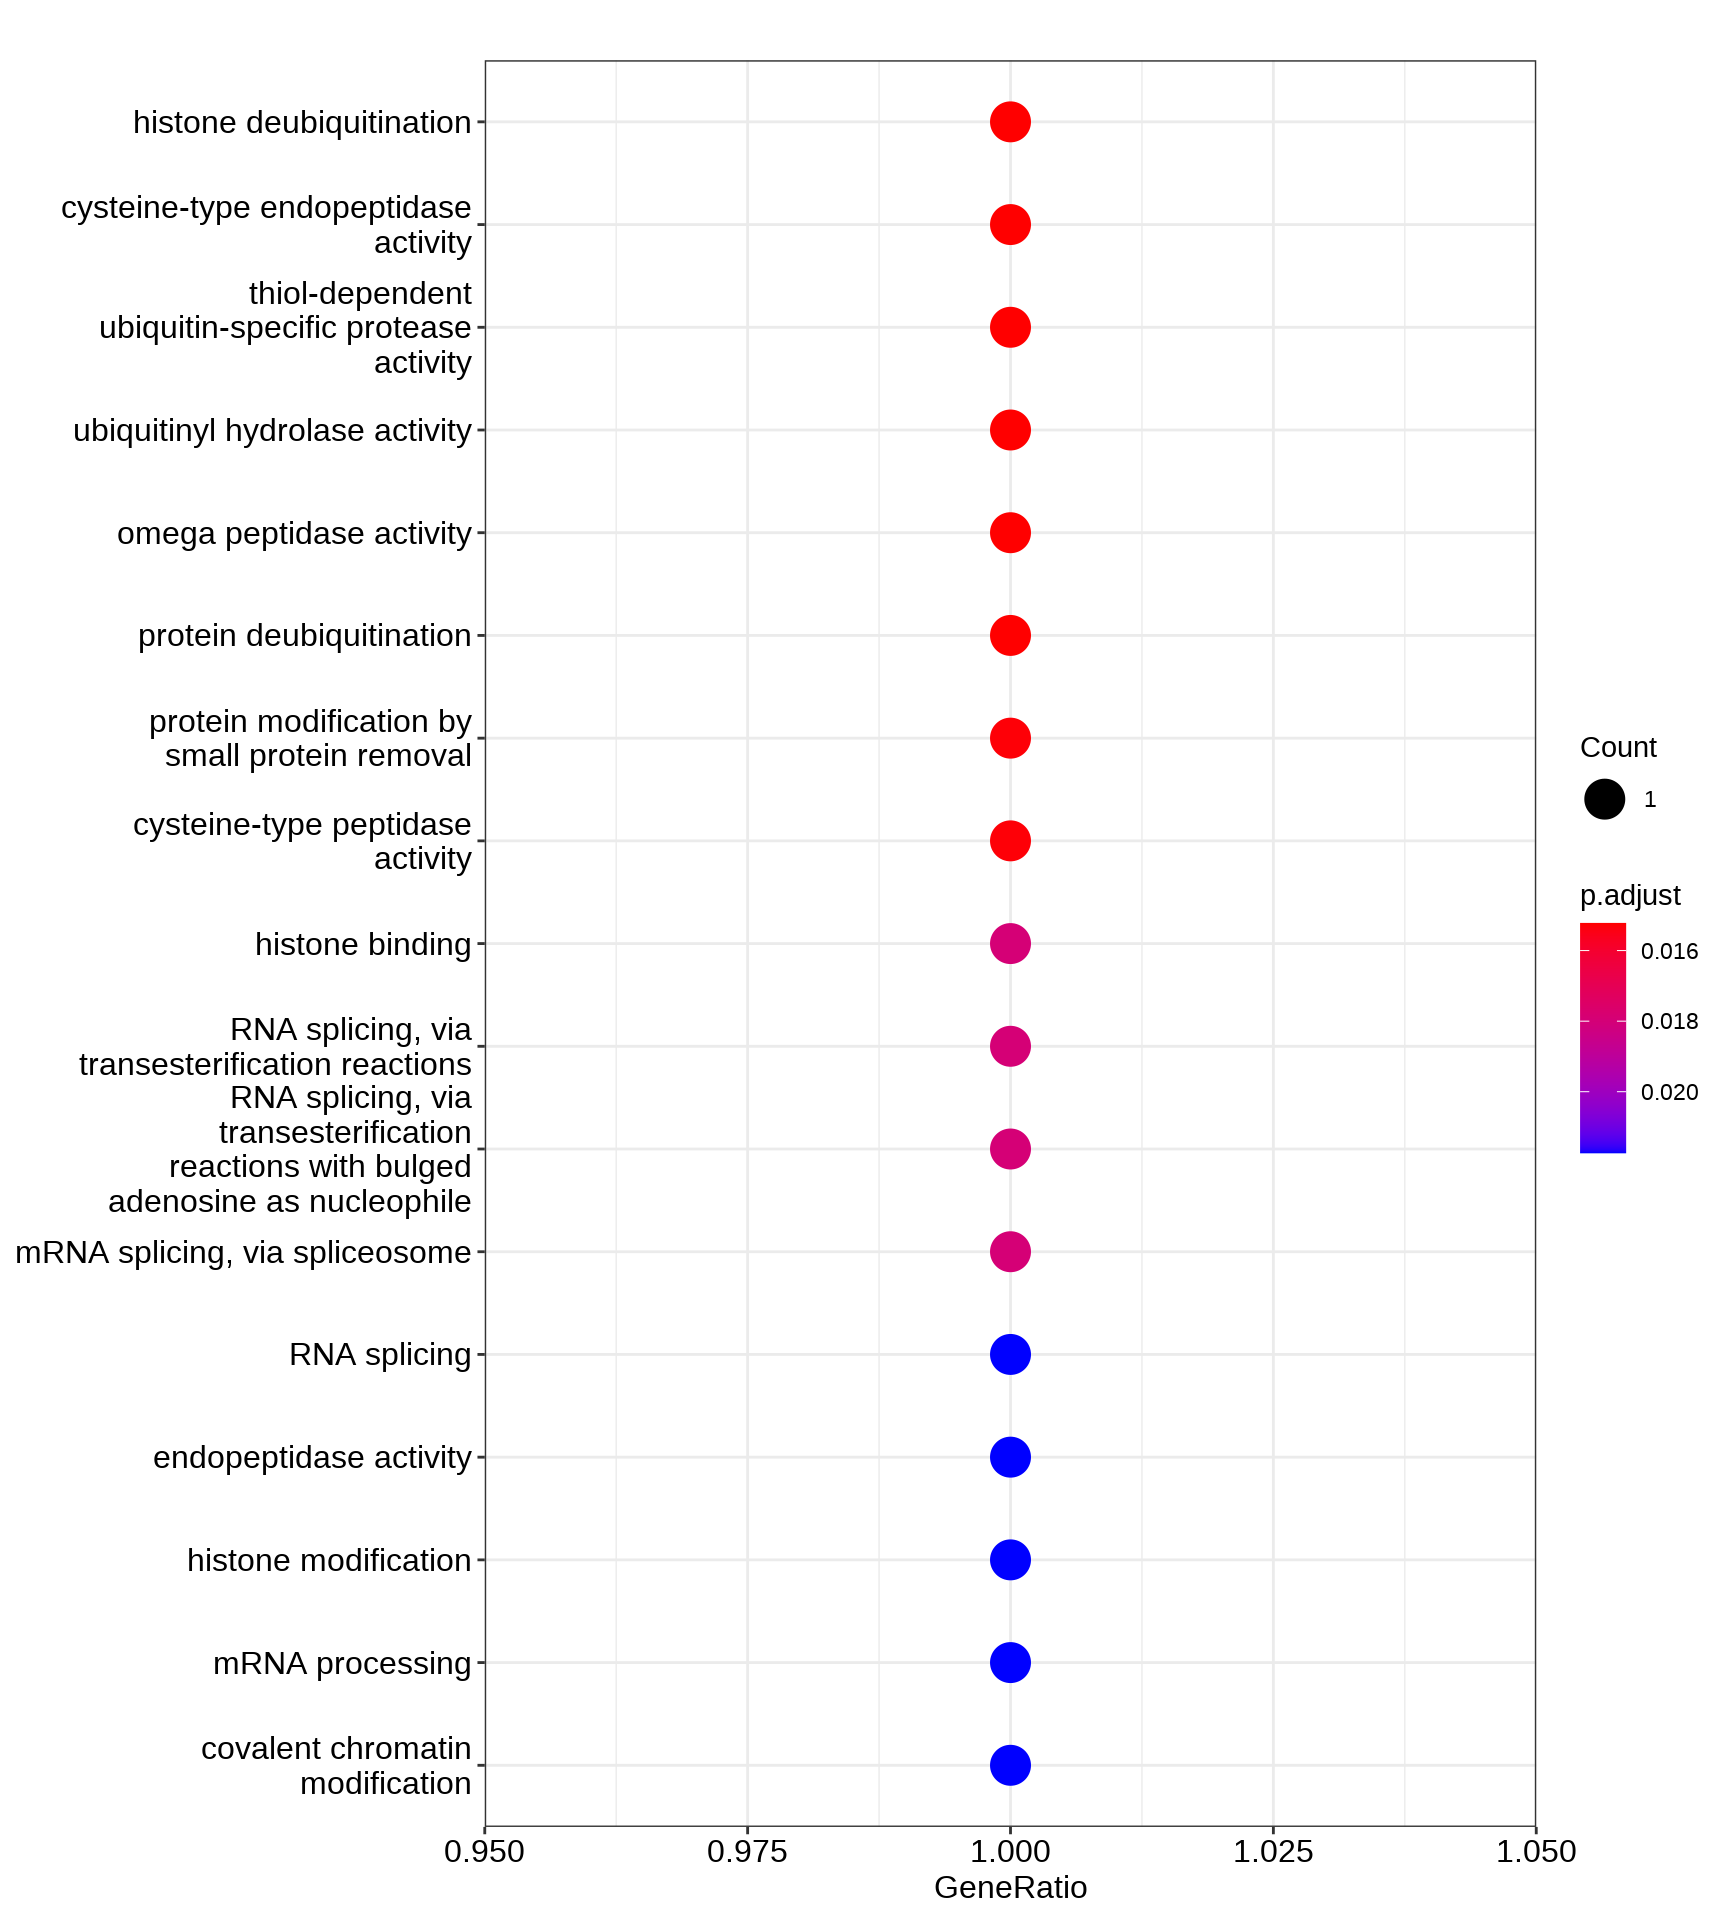 histone deubiquitination
cysteine-type endopeptidase
activity
thiol-dependent
ubiquitin-specific protease
activity
ubiquitinyl hydrolase activity
omega peptidase activity
protein deubiquitination
protein modification by
small protein removal
cysteine-type peptidase
activity
histone binding
RNA splicing, via
transesterification reactions
RNA splicing, via
transesterification
reactions with bulged
adenosine as nucleophile
mRNA splicing, via spliceosome
RNA splicing
endopeptidase activity
histone modification
mRNA processing
covalent chromatin
modification
0.950
0.975
1.000
1.025
1.050
GeneRatio
Count
1
p.adjust
0.016
0.018
0.020